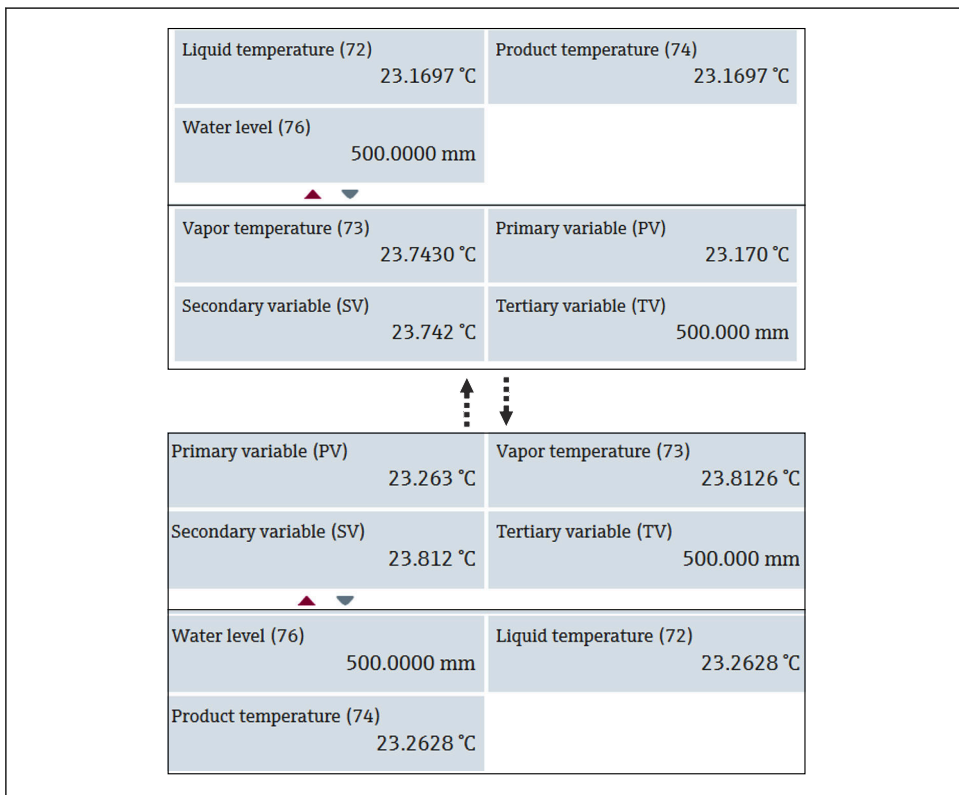 Liquid temperature (72)
23.1697 °C
Product temperature (74)
23.1697 °C
Water level (76)
500.0000 mm
Vapor temperature (73)
23.7430 °C
Primary variable (PV)
23.170 °C
Secondary variable (SV)
23.742 °C
Tertiary variable (TV)
500.000 mm
Primary variable (PV)
23.263 °C
Vapor temperature (73)
23.8126 °C
Secondary variable (SV)
23.812 °C
Tertiary variable (TV)
500.000 mm
Water level (76)
500.0000 mm
Liquid temperature (72)
23.2628 °C
Product temperature (74)
23.2628 °C